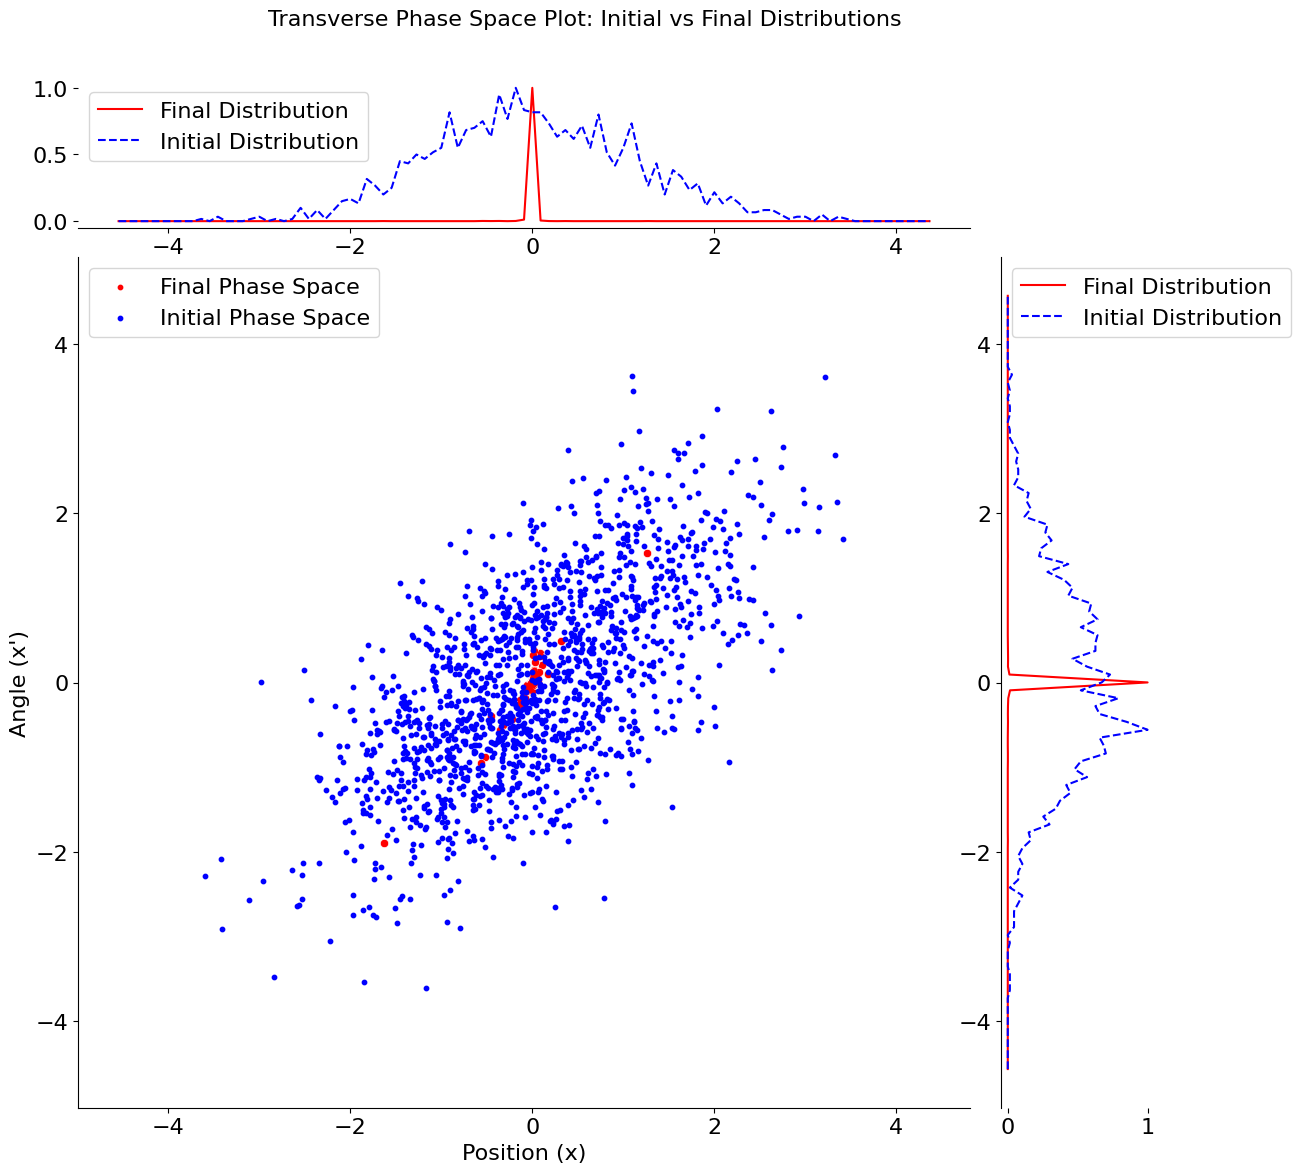 Transverse Phase Space Plot: Initial vs Final Distributions
1.0
0.5
0.0
Final Distribution
Initial Distribution
−4 −2 0 2 4
Final Phase Space
Initial Phase Space
Final Distribution
Initial Distribution
4
2
0
−2
−4
Angle (x')
−4 −2 0 2 4
Position (x)
4
2
0
−2
−4
0 1